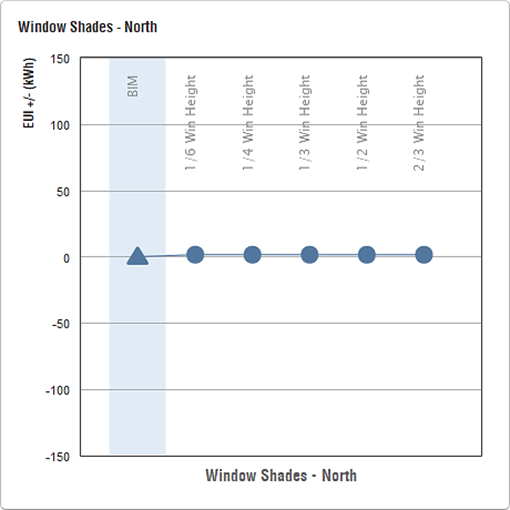 Window Shades - North
EUI +/- (kWh)
150
100
50
0
-50
-100
-150
BIM
1/6 Win Height
1/4 Win Height
1/3 Win Height
1/2 Win Height
2/3 Win Height
Window Shades - North